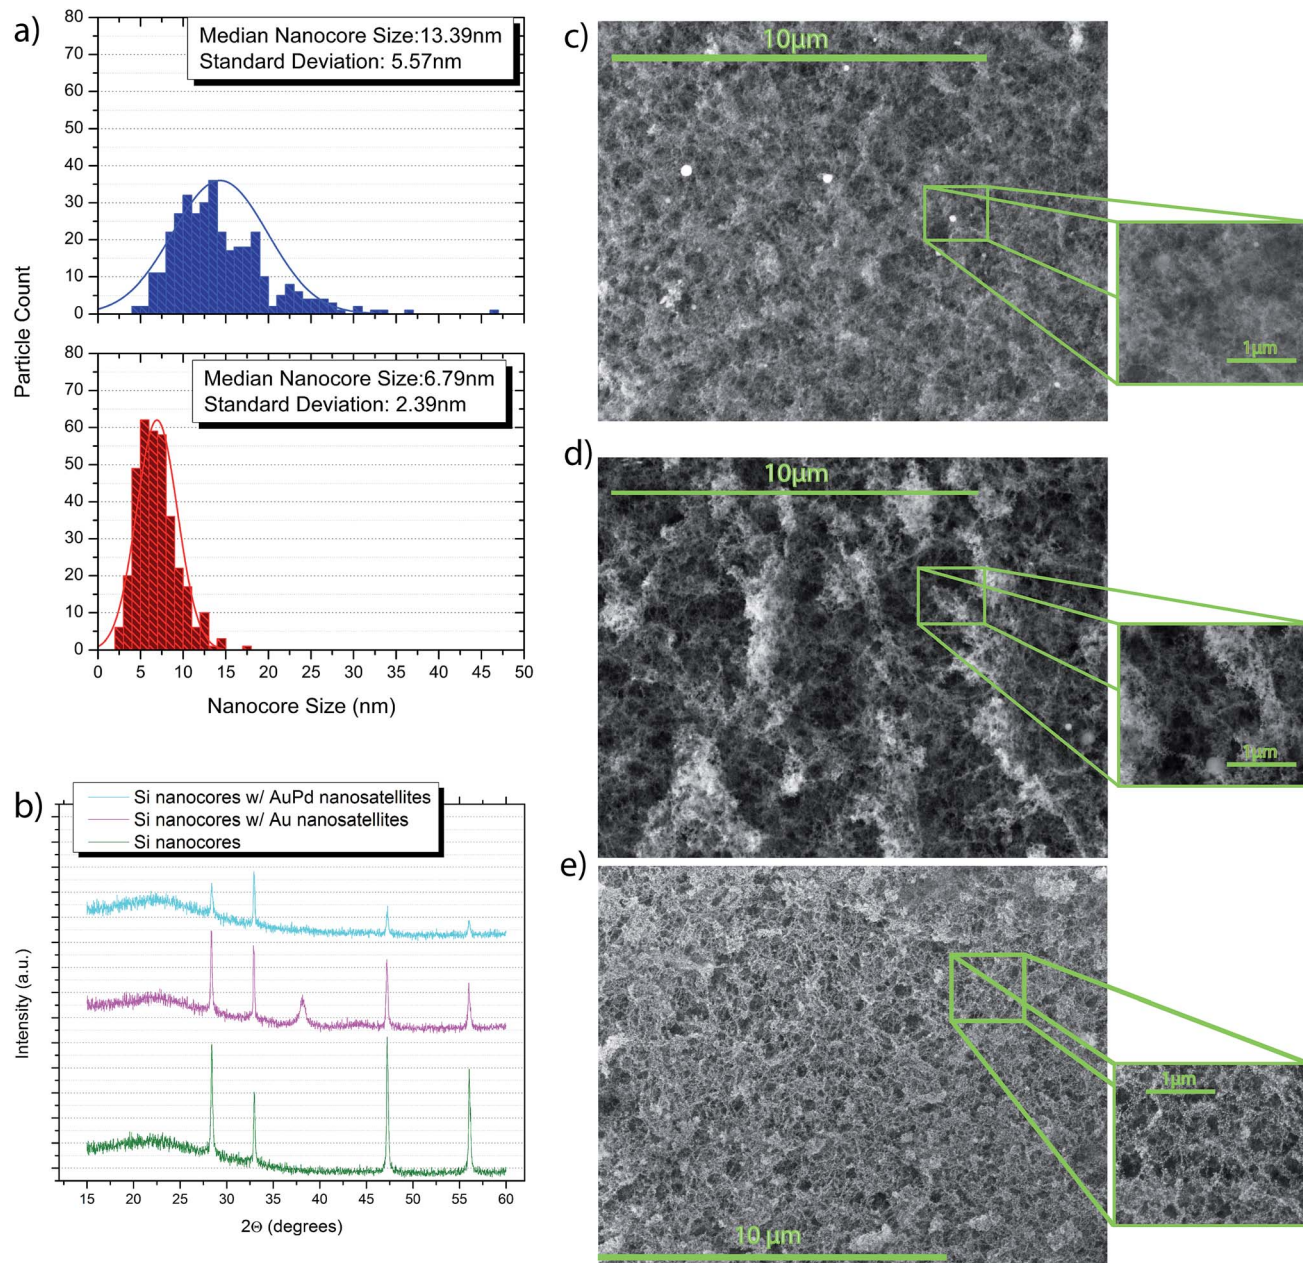 a)
Median Nanocore Size:13.39nm
Standard Deviation: 5.57nm
80
70
60
50
40
30
20
10
0
Particle Count
Median Nanocore Size:6.79nm
Standard Deviation: 2.39nm
80
70
60
50
40
30
20
10
0
0 5 10 15 20 25 30 35 40 45 50
Nanocore Size (nm)
b)
Si nanocores w/ AuPd nanosatellites
Si nanocores w/ Au nanosatellites
Si nanocores
Intensity (a.u.)
15 20 25 30 35 40 45 50 55 60
2Θ (degrees)
c)
10µm
1µm
d)
10µm
1µm
e)
1µm
10 µm